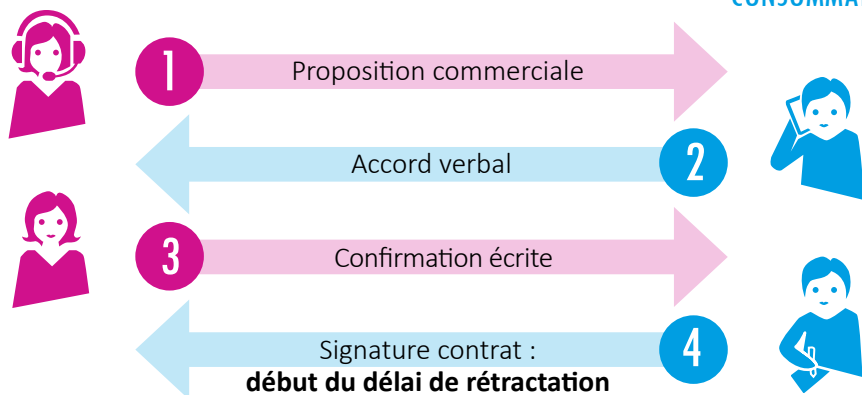 1
Proposition commerciale
Accord verbal
2
3
Confirmation écrite
Signature contrat :
début du délai de rétractation
4